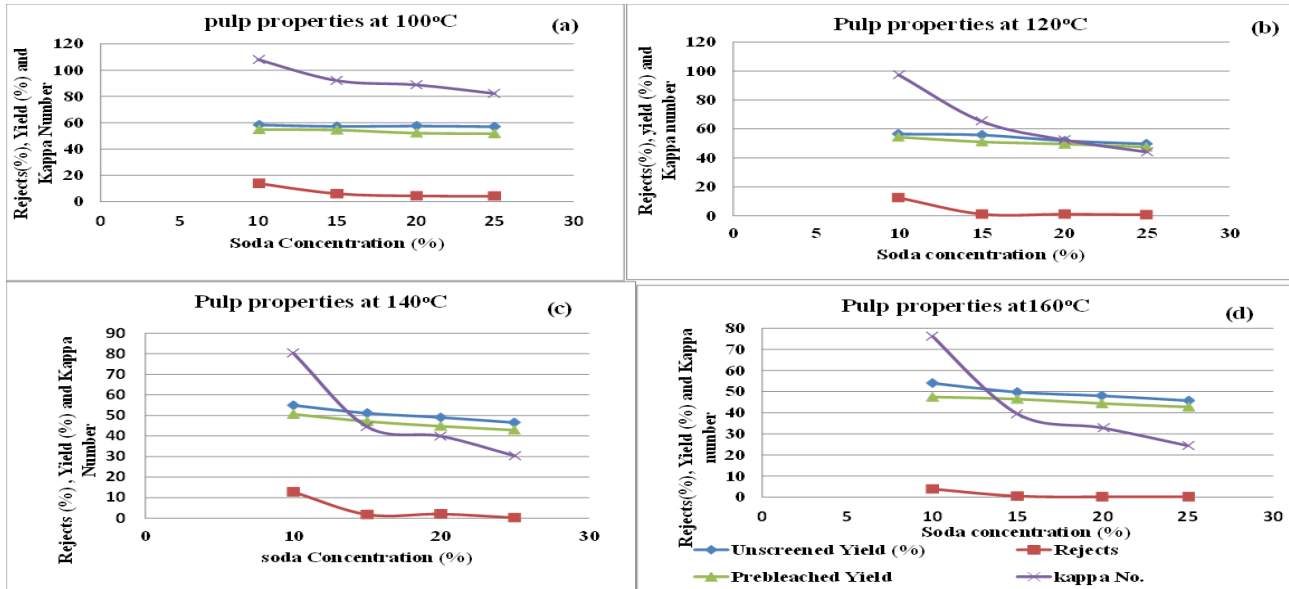 pulp properties at 100°C
(a)
Rejects(%), Yield (%) and
Kappa Number
120
100
80
60
40
20
0
0 5 10 15 20 25 30
Soda Concentration (%)
Pulp properties at 120°C
(b)
Rejects(%), yield (%) and
Kappa number
120
100
80
60
40
20
0
0 5 10 15 20 25 30
Soda concentration (%)
Pulp properties at 140°C
(c)
Rejects (%) , Yield (%) and Kappa
Number
90
80
70
60
50
40
30
20
10
0
0 10 20 30
soda Concentration (%)
Pulp properties at160°C
(d)
Rejects(%), Yield (%) and Kappa
number
80
70
60
50
40
30
20
10
0
0 5 10 15 20 25 30
Soda concentration (%)
Unscreened Yield (%)
Rejects
Prebleached Yield
kappa No.